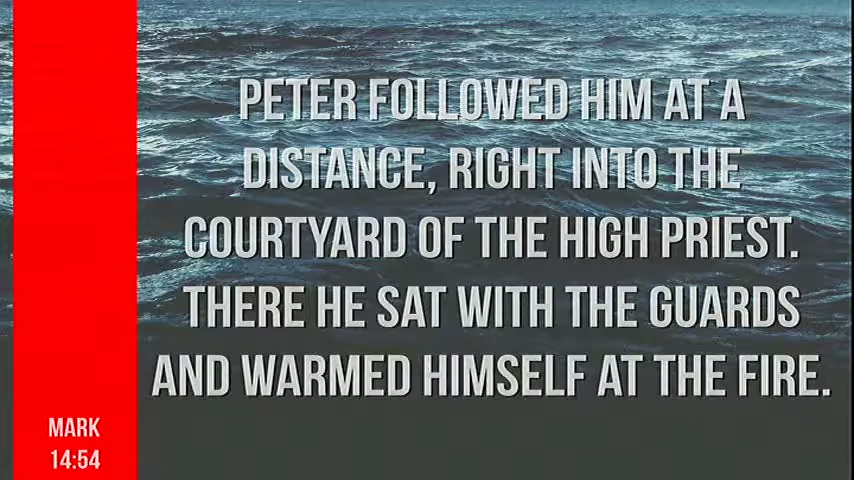 PETER FOLLOWED HIM AT A
DISTANCE, RIGHT INTO THE
COURTYARD OF THE HIGH PRIEST.
THERE HE SAT WITH THE GUARDS
AND WARMED HIMSELF AT THE FIRE.
MARK
14:54